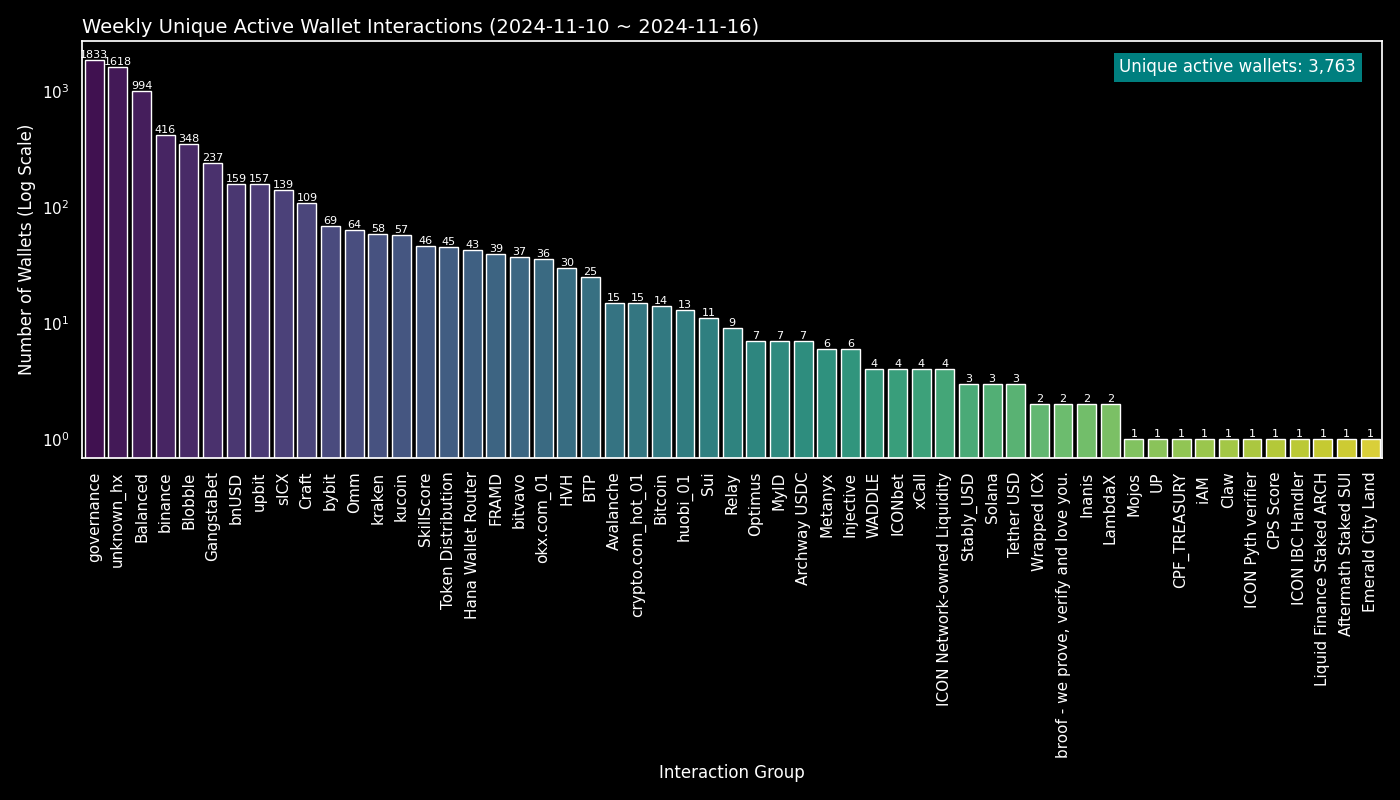 Weekly Unique Active Wallet Interactions (2024-11-10 ~ 2024-11-16)
Unique active wallets: 3,763
Number of Wallets (Log Scale)
10³
10²
10¹
10⁰
1833
1618
994
416
348
237
159
157
139
109
69
64
58
57
46
45
43
39
37
36
30
25
15
15
14
13
11
9
7
7
7
6
6
4
4
4
4
3
3
3
2
2
2
2
1
1
1
1
1
1
1
1
1
1
1
governance
unknown_hx
Balanced
binance
Blobble
GangstaBet
bnUSD
upbit
sICX
Craft
bybit
Omm
kraken
kucoin
SkillScore
Token Distribution
Hana Wallet Router
FRAMD
bitvavo
okx.com_01
HVH
BTP
Avalanche
crypto.com_hot_01
Bitcoin
huobi_01
Sui
Relay
Optimus
MyID
Archway USDC
Metanyx
Injective
WADDLE
ICONbet
xCall
ICON Network-owned Liquidity
Stably_USD
Solana
Tether USD
Wrapped ICX
broof - we prove, verify and love you.
Inanis
LambdaX
Mojos
UP
CPF_TREASURY
iAM
Claw
ICON Pyth verifier
CPS Score
ICON IBC Handler
Liquid Finance Staked ARCH
Aftermath Staked SUI
Emerald City Land
Interaction Group